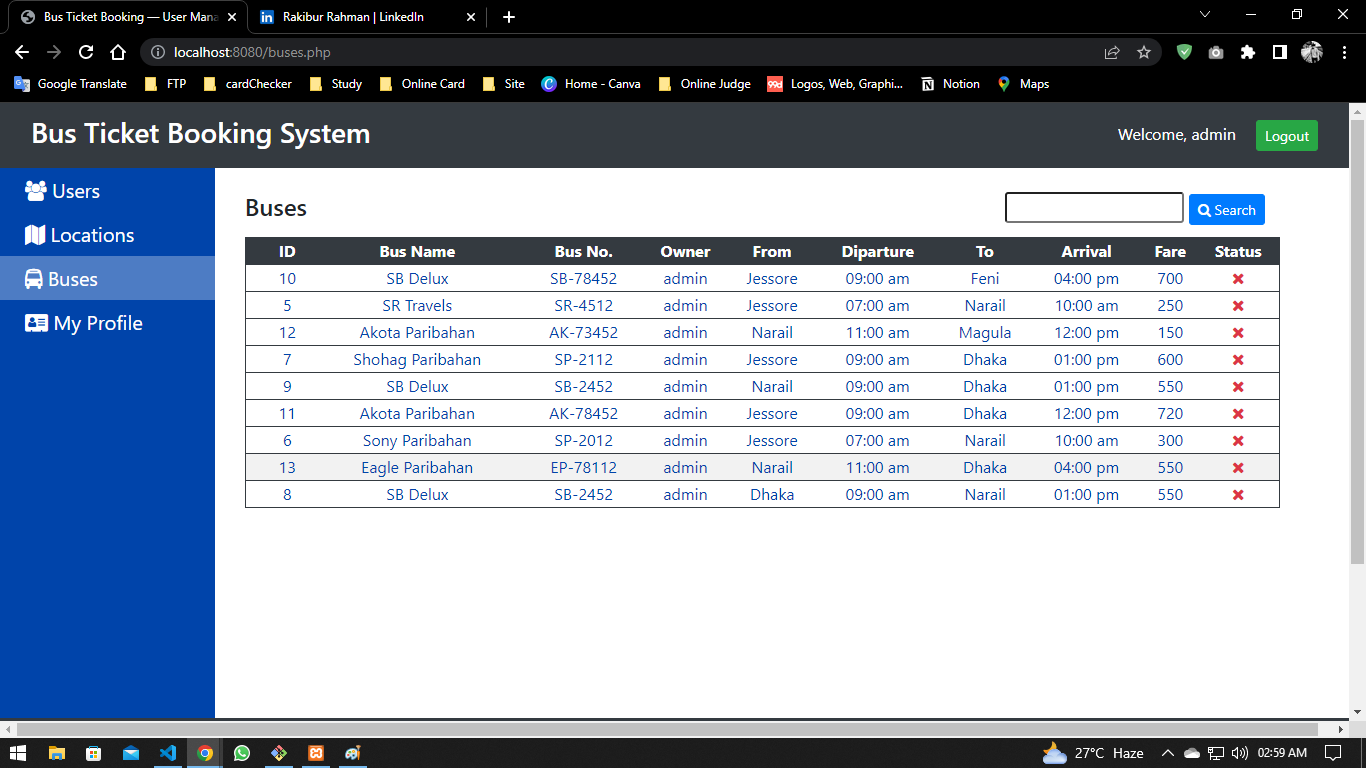 Bus Ticket Booking — User Mana
Rakibur Rahman | LinkedIn
localhost:8080/buses.php
Google Translate FTP cardChecker Study Online Card Site Home - Canva Online Judge Logos, Web, Graphi... Notion Maps
Bus Ticket Booking System
Welcome, admin Logout
Users
Locations
Buses
My Profile
Buses
Search
ID Bus Name Bus No. Owner From Diparture To Arrival Fare Status
10 SB Delux SB-78452 admin Jessore 09:00 am Feni 04:00 pm 700
5 SR Travels SR-4512 admin Jessore 07:00 am Narail 10:00 am 250
12 Akota Paribahan AK-73452 admin Narail 11:00 am Magula 12:00 pm 150
7 Shohag Paribahan SP-2112 admin Jessore 09:00 am Dhaka 01:00 pm 600
9 SB Delux SB-2452 admin Narail 09:00 am Dhaka 01:00 pm 550
11 Akota Paribahan AK-78452 admin Jessore 09:00 am Dhaka 12:00 pm 720
6 Sony Paribahan SP-2012 admin Jessore 07:00 am Narail 10:00 am 300
13 Eagle Paribahan EP-78112 admin Narail 11:00 am Dhaka 04:00 pm 550
8 SB Delux SB-2452 admin Dhaka 09:00 am Narail 01:00 pm 550
27°C Haze 02:59 AM